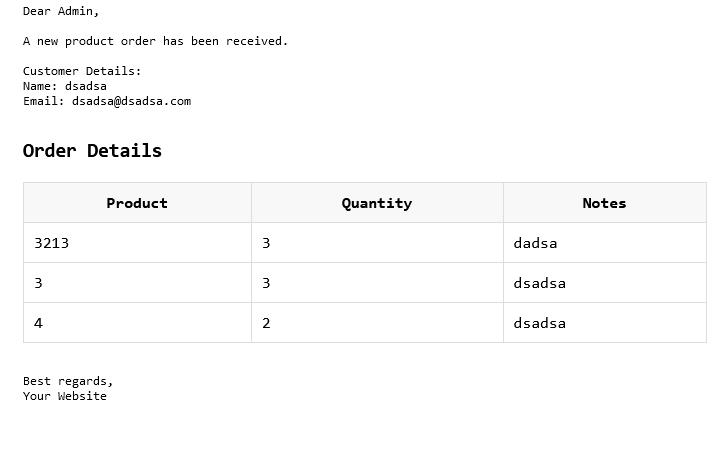 Dear Admin,
A new product order has been received.
Customer Details:
Name: dsadsa
Email: dsadsa@dsadsa.com
Order Details
Product Quantity Notes
3213 3 dadsa
3 3 dsadsa
4 2 dsadsa
Best regards,
Your Website